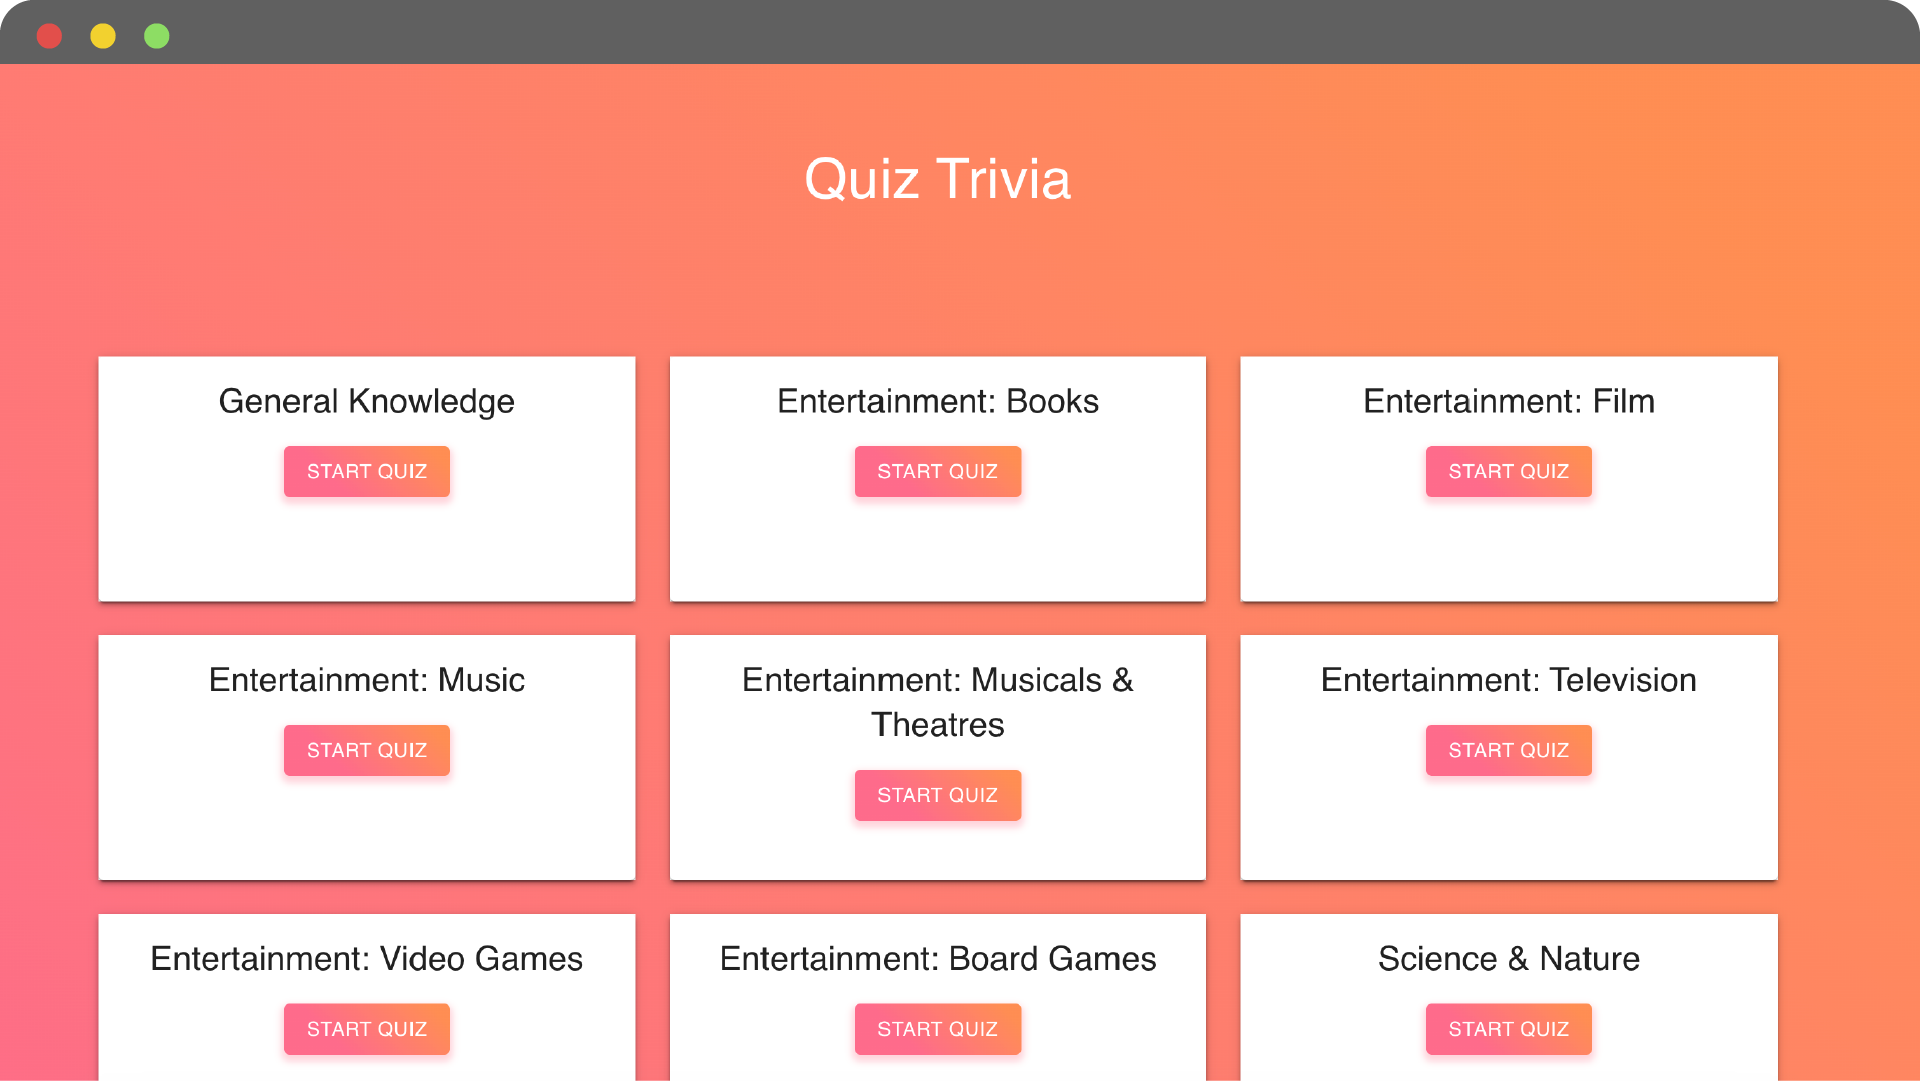 Quiz Trivia
General Knowledge
START QUIZ
Entertainment: Books
START QUIZ
Entertainment: Film
START QUIZ
Entertainment: Music
START QUIZ
Entertainment: Musicals &
Theatres
START QUIZ
Entertainment: Television
START QUIZ
Entertainment: Video Games
START QUIZ
Entertainment: Board Games
START QUIZ
Science & Nature
START QUIZ